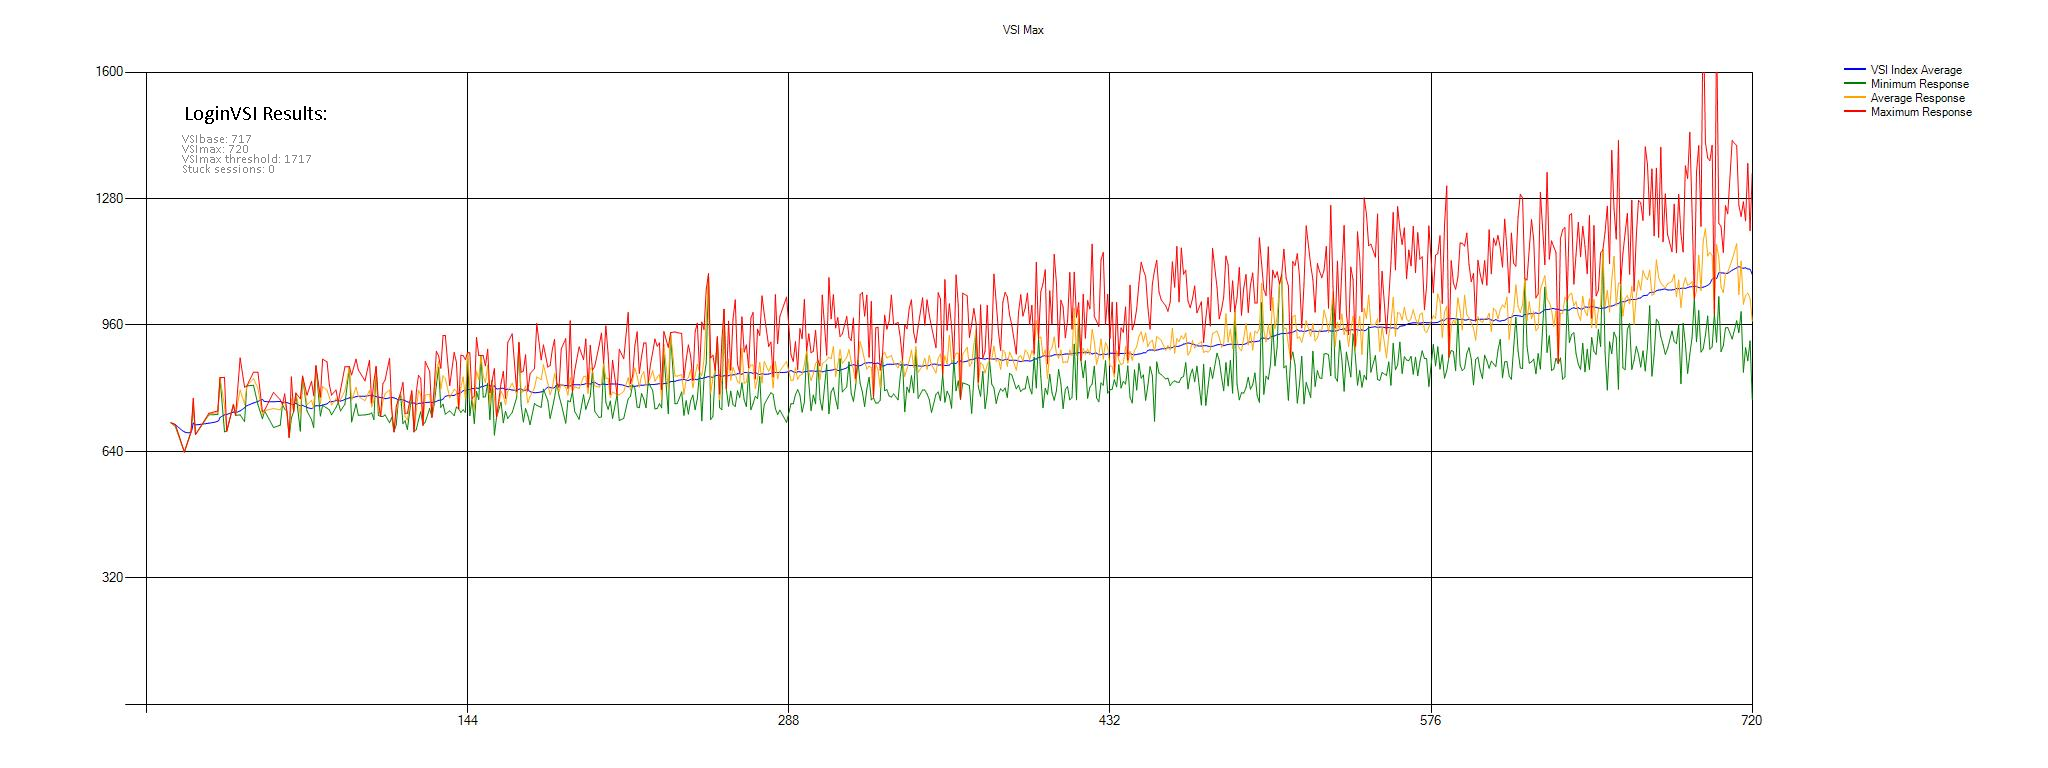 VSI Max
1600
1280
960
640
320
LoginVSI Results:
VSIbase: 717
VSImax: 720
VSImax threshold: 1717
Stuck sessions: 0
144
288
432
576
720
VSI Index Average
Minimum Response
Average Response
Maximum Response